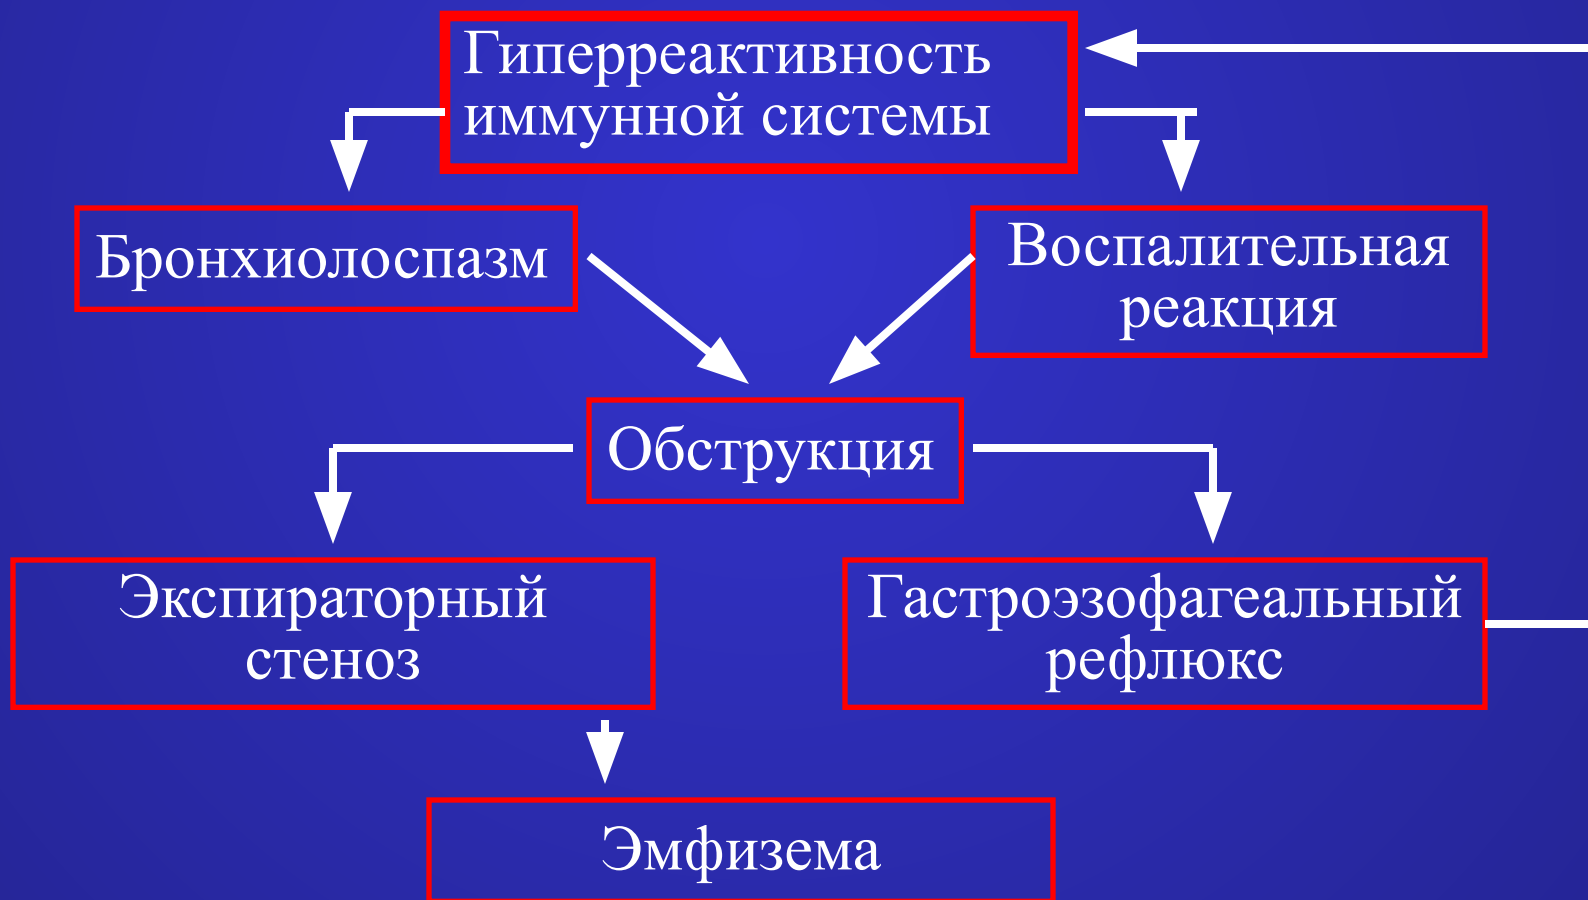 Гиперреактивность
иммунной системы
Бронхиолоспазм
Воспалительная
реакция
Обструкция
Экспираторный
стеноз
Гастроэзофагеальный
рефлюкс
Эмфизема